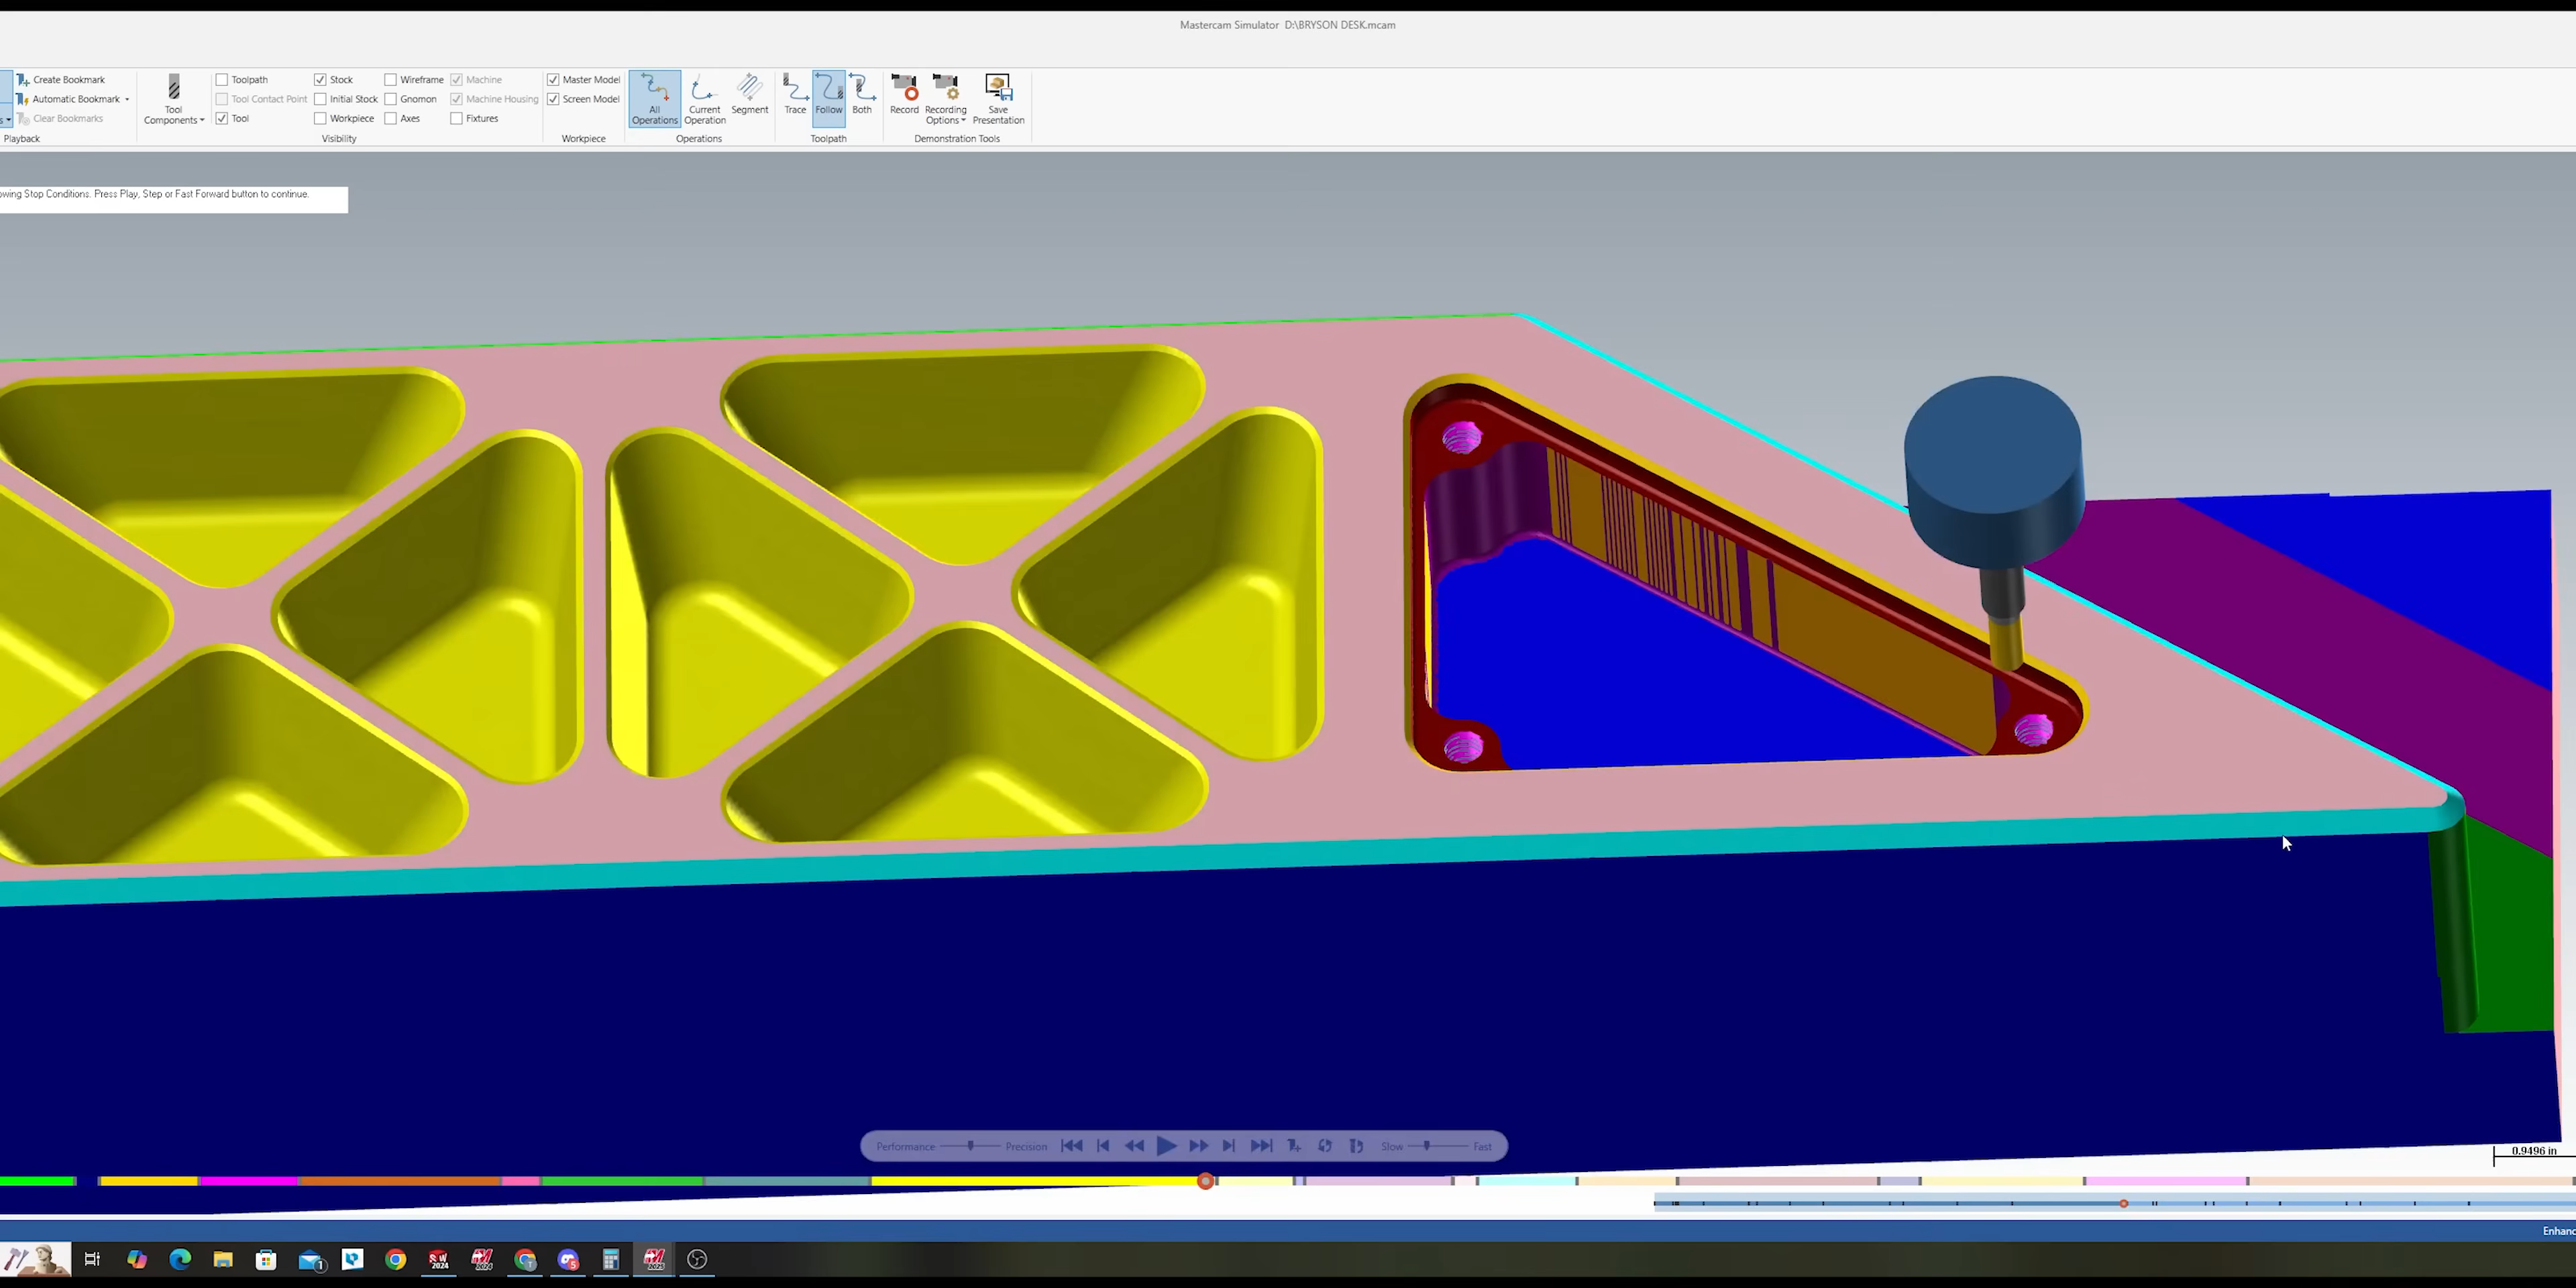 Mastercam Simulator D:\BRYSON DESK.mcam
Create Bookmark
Automatic Bookmark
Clear Bookmarks
Playback
Tool Components
Toolpath
Tool Contact Point
Tool
Stock
Initial Stock
Workpiece
Wireframe
Gnomon
Axes
Machine
Machine Housing
Fixtures
Visibility
Master Model
Screen Model
Workpiece
All Operations
Current Operation
Segment
Operations
Trace
Follow
Both
Toolpath
Record
Recording Options
Save Presentation
Demonstration Tools
owing Stop Conditions. Press Play, Step or Fast Forward button to continue.
Performance
Precision
Slow
Fast
0.9496 in
Enhanc